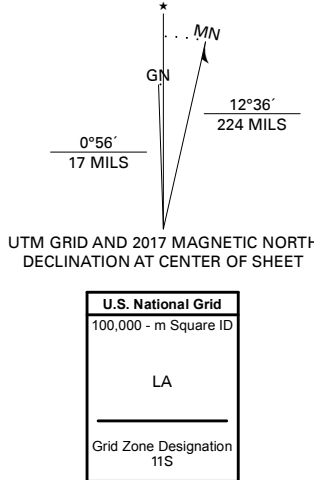 ★
MN
GN
0°56´
17 MILS
12°36´
224 MILS
UTM GRID AND 2017 MAGNETIC NORTH
DECLINATION AT CENTER OF SHEET
U.S. National Grid
100,000 - m Square ID
LA
Grid Zone Designation
11S